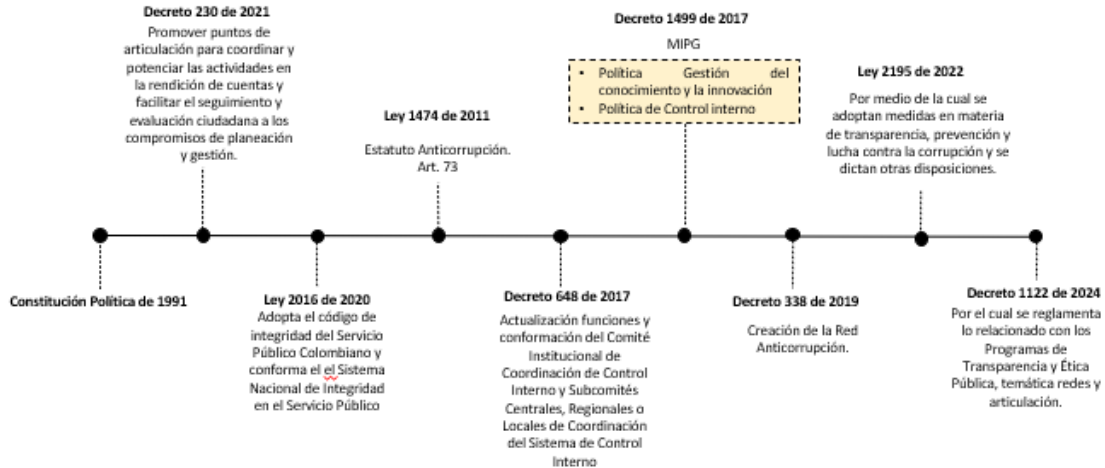 Decreto 230 de 2021
Promover puntos de
articulación para coordinar y
potenciar las actividades en
la rendición de cuentas y
facilitar el seguimiento y
evaluación ciudadana a los
compromisos de planeación
y gestión.
Ley 1474 de 2011
Estatuto Anticorrupción.
Art. 73
Decreto 1499 de 2017
MIPG
▪ Política Gestión del
conocimiento y la innovación
▪ Política de Control interno
Ley 2195 de 2022
Por medio de la cual se
adoptan medidas en materia
de transparencia, prevención y
lucha contra la corrupción y se
dictan otras disposiciones.
Constitución Política de 1991
Ley 2016 de 2020
Adopta el código de
integridad del Servicio
Público Colombiano y
conforma el el Sistema
Nacional de Integridad
en el Servicio Público
Decreto 648 de 2017
Actualización funciones y
conformación del Comité
Institucional de
Coordinación de Control
Interno y Subcomités
Centrales, Regionales o
Locales de Coordinación
del Sistema de Control
Interno
Decreto 338 de 2019
Creación de la Red
Anticorrupción.
Decreto 1122 de 2024
Por el cual se reglamenta
lo relacionado con los
Programas de
Transparencia y Ética
Pública, temática redes y
articulación.